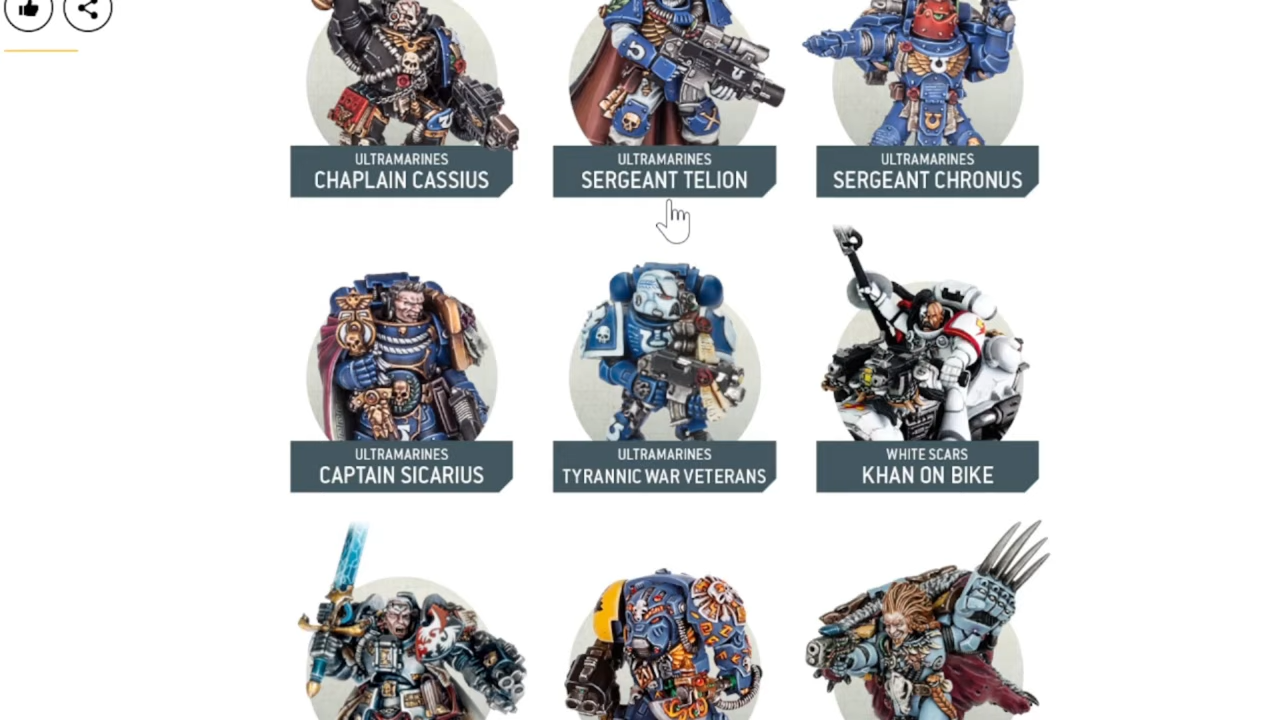 ULTRAMARINES
CHAPLAIN CASSIUS
ULTRAMARINES
SERGEANT TELION
ULTRAMARINES
SERGEANT CHRONUS
ULTRAMARINES
CAPTAIN SICARIUS
ULTRAMARINES
TYRANNIC WAR VETERANS
WHITE SCARS
KHAN ON BIKE